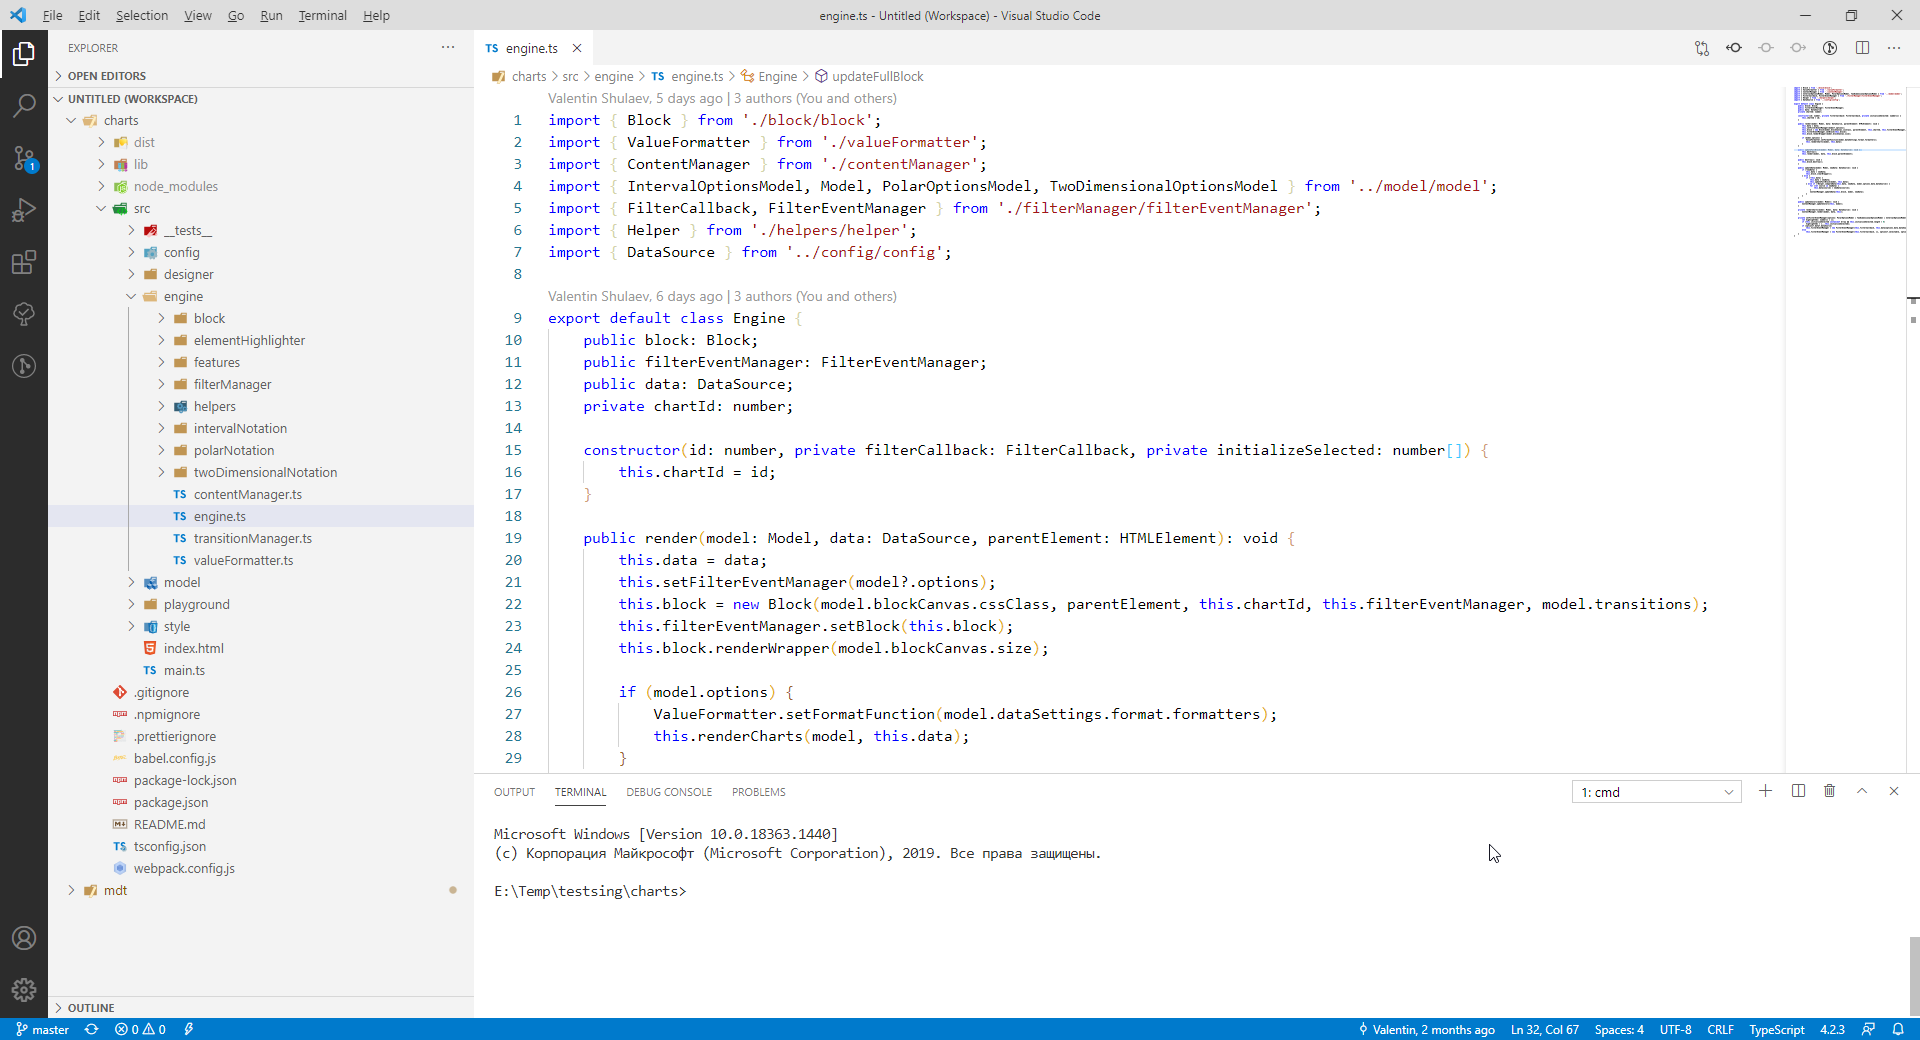 File Edit Selection View Go Run Terminal Help
engine.ts - Untitled (Workspace) - Visual Studio Code
EXPLORER
OPEN EDITORS
UNTITLED (WORKSPACE)
charts
dist
lib
node_modules
src
__tests__
config
designer
engine
block
elementHighlighter
features
filterManager
helpers
intervalNotation
polarNotation
twoDimensionalNotation
TS contentManager.ts
TS engine.ts
TS transitionManager.ts
TS valueFormatter.ts
model
playground
style
index.html
TS main.ts
.gitignore
.npmignore
.prettierignore
babel.config.js
package-lock.json
package.json
README.md
TS tsconfig.json
webpack.config.js
mdt
OUTLINE
1
TS engine.ts
charts > src > engine > TS engine.ts > Engine > updateFullBlock
Valentin Shulaev, 5 days ago | 3 authors (You and others)
1 import { Block } from './block/block';
2 import { ValueFormatter } from './valueFormatter';
3 import { ContentManager } from './contentManager';
4 import { IntervalOptionsModel, Model, PolarOptionsModel, TwoDimensionalOptionsModel } from '../model/model';
5 import { FilterCallback, FilterEventManager } from './filterManager/filterEventManager';
6 import { Helper } from './helpers/helper';
7 import { DataSource } from '../config/config';
8
Valentin Shulaev, 6 days ago | 3 authors (You and others)
9 export default class Engine {
10 public block: Block;
11 public filterEventManager: FilterEventManager;
12 public data: DataSource;
13 private chartId: number;
14
15 constructor(id: number, private filterCallback: FilterCallback, private initializeSelected: number[]) {
16 this.chartId = id;
17 }
18
19 public render(model: Model, data: DataSource, parentElement: HTMLElement): void {
20 this.data = data;
21 this.setFilterEventManager(model?.options);
22 this.block = new Block(model.blockCanvas.cssClass, parentElement, this.chartId, this.filterEventManager, model.transitions);
23 this.filterEventManager.setBlock(this.block);
24 this.block.renderWrapper(model.blockCanvas.size);
25
26 if (model.options) {
27 ValueFormatter.setFormatFunction(model.dataSettings.format.formatters);
28 this.renderCharts(model, this.data);
29 }
OUTPUT TERMINAL DEBUG CONSOLE PROBLEMS
1: cmd
Microsoft Windows [Version 10.0.18363.1440]
(c) Корпорация Майкрософт (Microsoft Corporation), 2019. Все права защищены.
E:\Temp\testsing\charts>
master 0 0
Valentin, 2 months ago Ln 32, Col 67 Spaces: 4 UTF-8 CRLF TypeScript 4.2.3